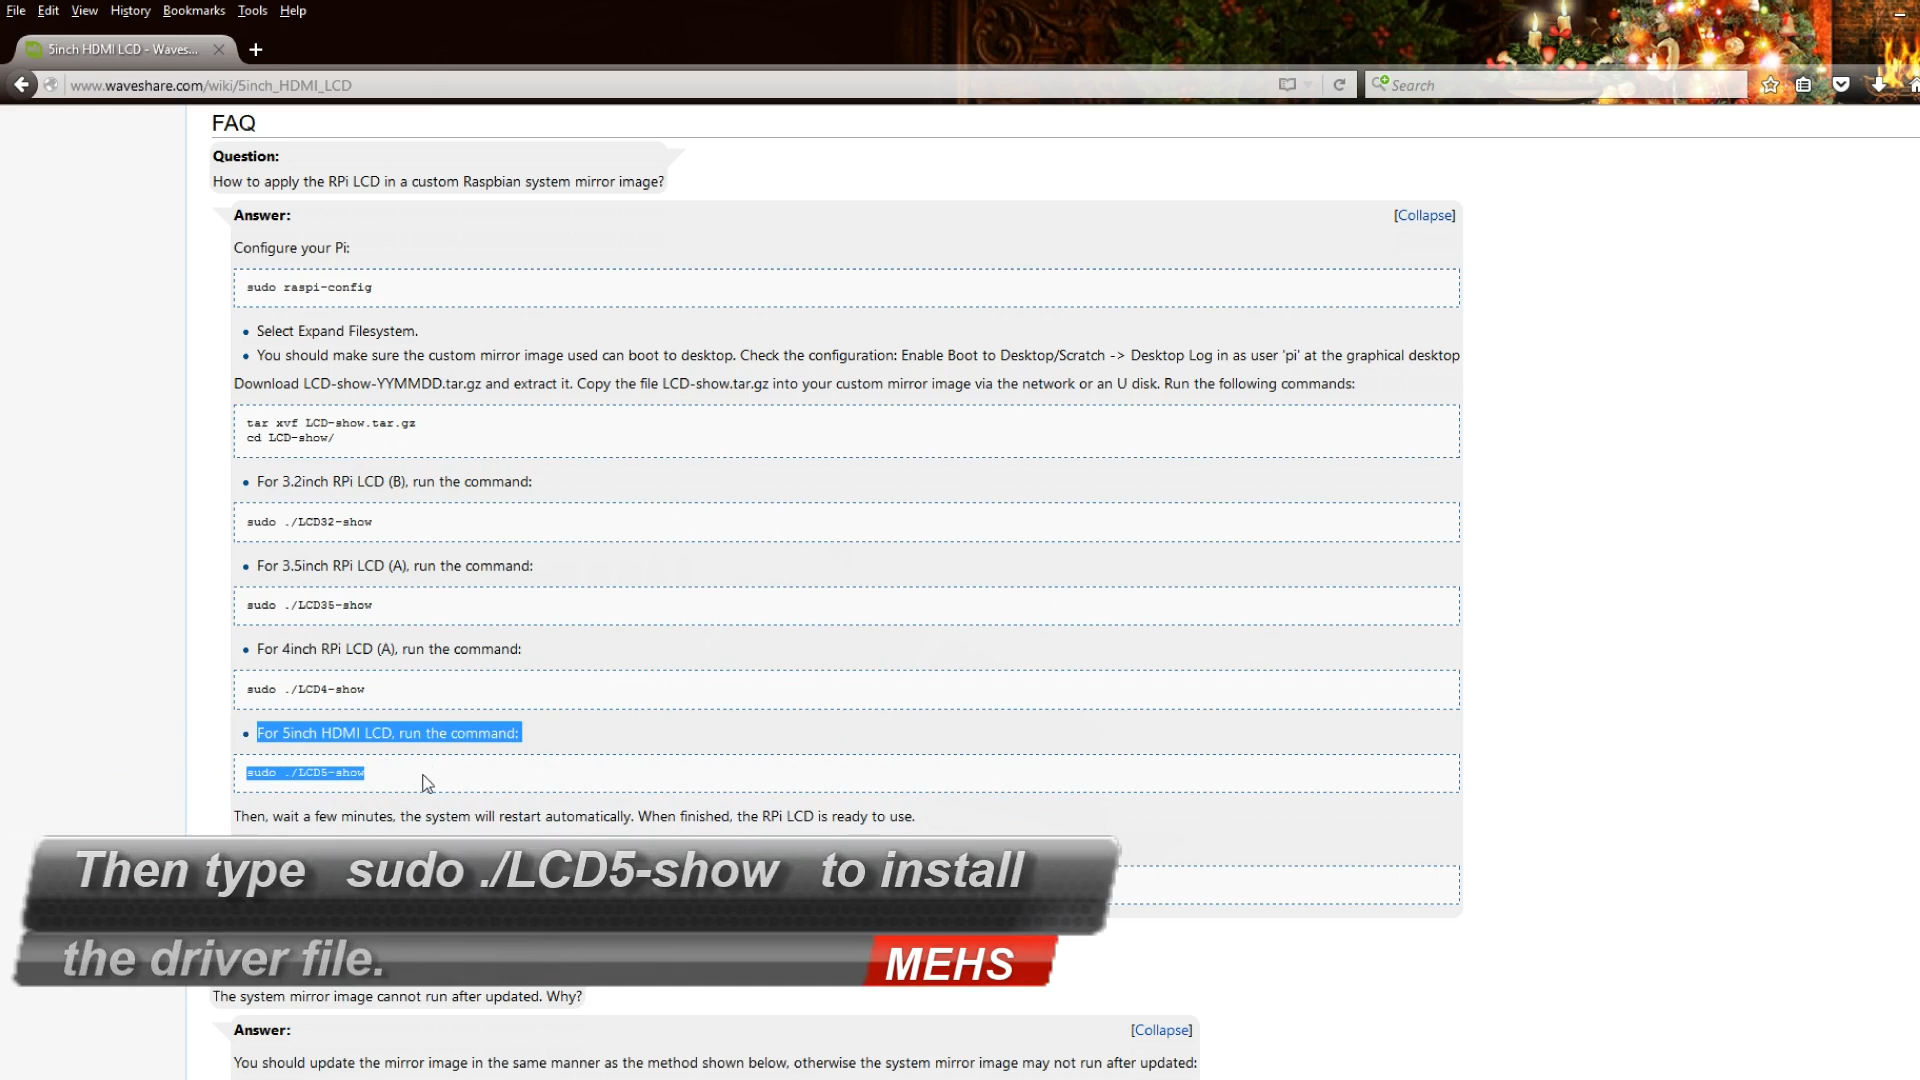 File Edit View History Bookmarks Tools Help
5inch HDMI LCD - Waves...
www.waveshare.com/wiki/5inch_HDMI_LCD
Search
FAQ
Question:
How to apply the RPi LCD in a custom Raspbian system mirror image?
Answer: [Collapse]
Configure your Pi:
sudo raspi-config
Select Expand Filesystem.
You should make sure the custom mirror image used can boot to desktop. Check the configuration: Enable Boot to Desktop/Scratch -> Desktop Log in as user 'pi' at the graphical desktop
Download LCD-show-YYMMDD.tar.gz and extract it. Copy the file LCD-show.tar.gz into your custom mirror image via the network or an U disk. Run the following commands:
tar xvf LCD-show.tar.gz
cd LCD-show/
For 3.2inch RPi LCD (B), run the command:
sudo ./LCD32-show
For 3.5inch RPi LCD (A), run the command:
sudo ./LCD35-show
For 4inch RPi LCD (A), run the command:
sudo ./LCD4-show
For 5inch HDMI LCD, run the command:
sudo ./LCD5-show
Then, wait a few minutes, the system will restart automatically. When finished, the RPi LCD is ready to use.
Then type sudo ./LCD5-show to install
the driver file.
MEHS
The system mirror image cannot run after updated. Why?
Answer: [Collapse]
You should update the mirror image in the same manner as the method shown below, otherwise the system mirror image may not run after updated: